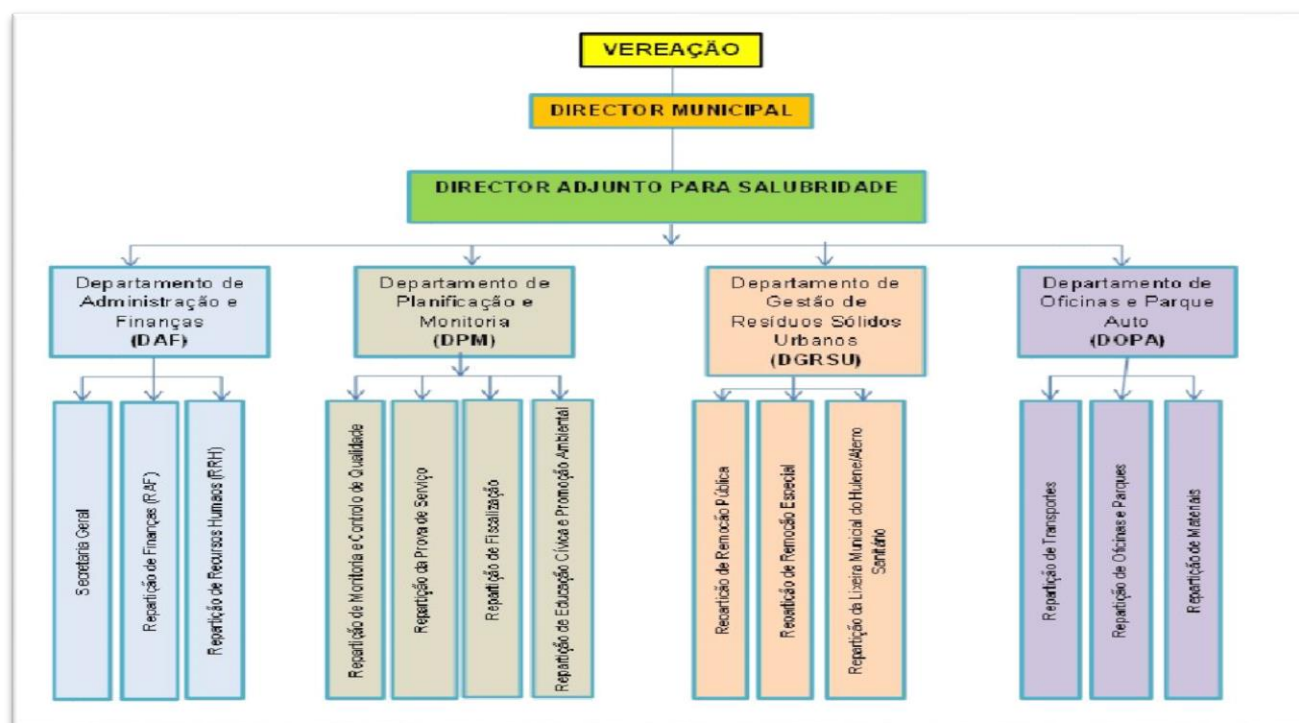 VEREAÇÃO
DIRECTOR MUNICIPAL
DIRECTOR ADJUNTO PARA SALUBRIDADE
Departamento de
Administração e
Finanças
(DAF)
Departamento de
Planificação e
Monitoria
(DPM)
Departamento de
Gestão de
Resíduos Sólidos
Urbanos
(DGRSU)
Departamento de
Oficinas e Parque
Auto
(DOPA)
Secretaria Geral
Repartição de Finanças (RAF)
Repartição de Recursos Humaos (RRH)
Repartição de Monitoria e Controlo de Qualidade
Repartição da Prova de Serviço
Repartição de Fiscalização
Repartição de Educação Cívica e Promoção Ambiental
Repartição de Remoção Pública
Repartição de Remoção Especial
Repartição da Lixeira Municipal do Hulene/Aterro
Sanitário
Repartição de Transportes
Repartição de Oficinas e Parques
Repartição de Materiais